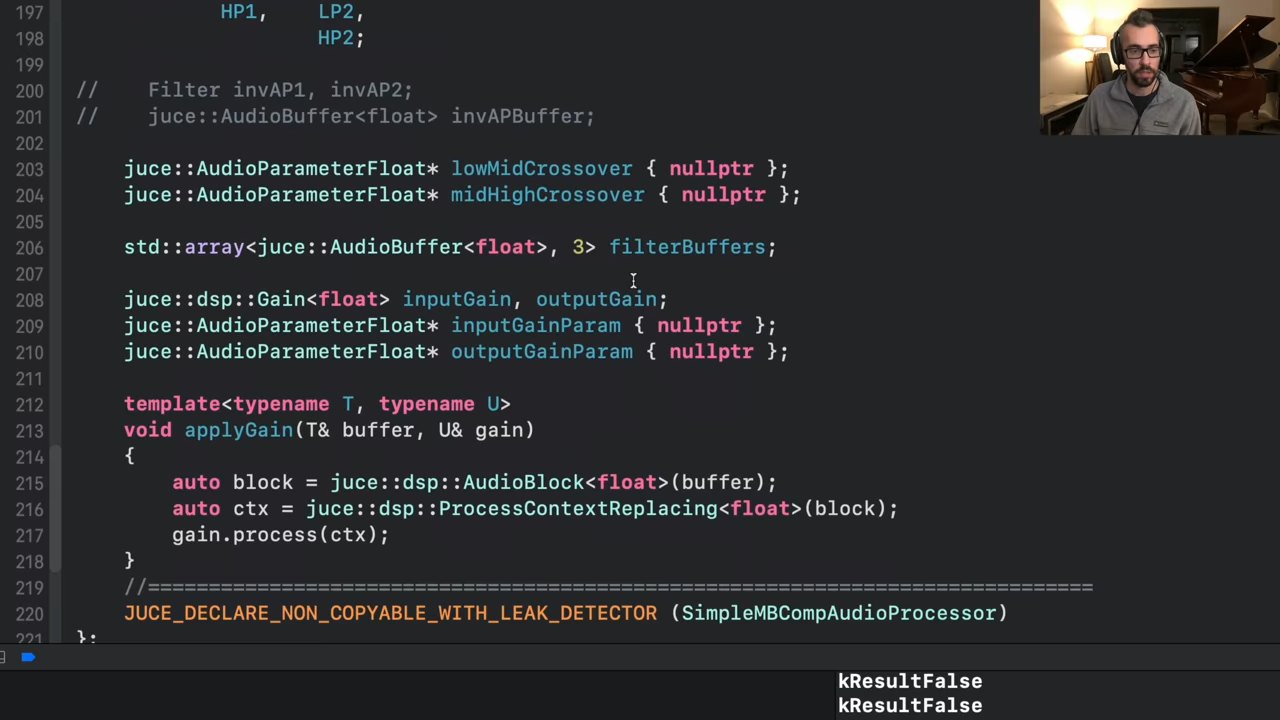 197 HP1, LP2,
198 HP2;
199
200 // Filter invAP1, invAP2;
201 // juce::AudioBuffer<float> invAPBuffer;
202
203 juce::AudioParameterFloat* lowMidCrossover { nullptr };
204 juce::AudioParameterFloat* midHighCrossover { nullptr };
205
206 std::array<juce::AudioBuffer<float>, 3> filterBuffers;
207
208 juce::dsp::Gain<float> inputGain, outputGain;
209 juce::AudioParameterFloat* inputGainParam { nullptr };
210 juce::AudioParameterFloat* outputGainParam { nullptr };
211
212 template<typename T, typename U>
213 void applyGain(T& buffer, U& gain)
214 {
215 auto block = juce::dsp::AudioBlock<float>(buffer);
216 auto ctx = juce::dsp::ProcessContextReplacing<float>(block);
217 gain.process(ctx);
218 }
219 //==============================================================================
220 JUCE_DECLARE_NON_COPYABLE_WITH_LEAK_DETECTOR (SimpleMBCompAudioProcessor)
221 };
kResultFalse
kResultFalse